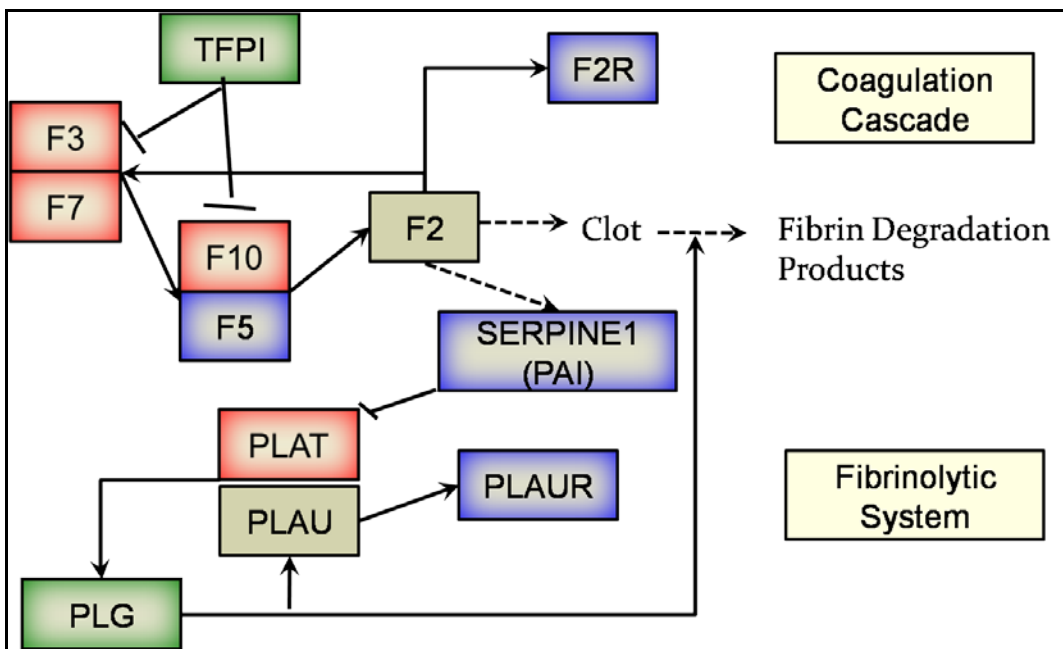 TFPI
F2R
Coagulation
Cascade
F3
F7
F2
Clot
Fibrin Degradation
Products
F10
F5
SERPINE1
(PAI)
PLAT
PLAUR
Fibrinolytic
System
PLAU
PLG